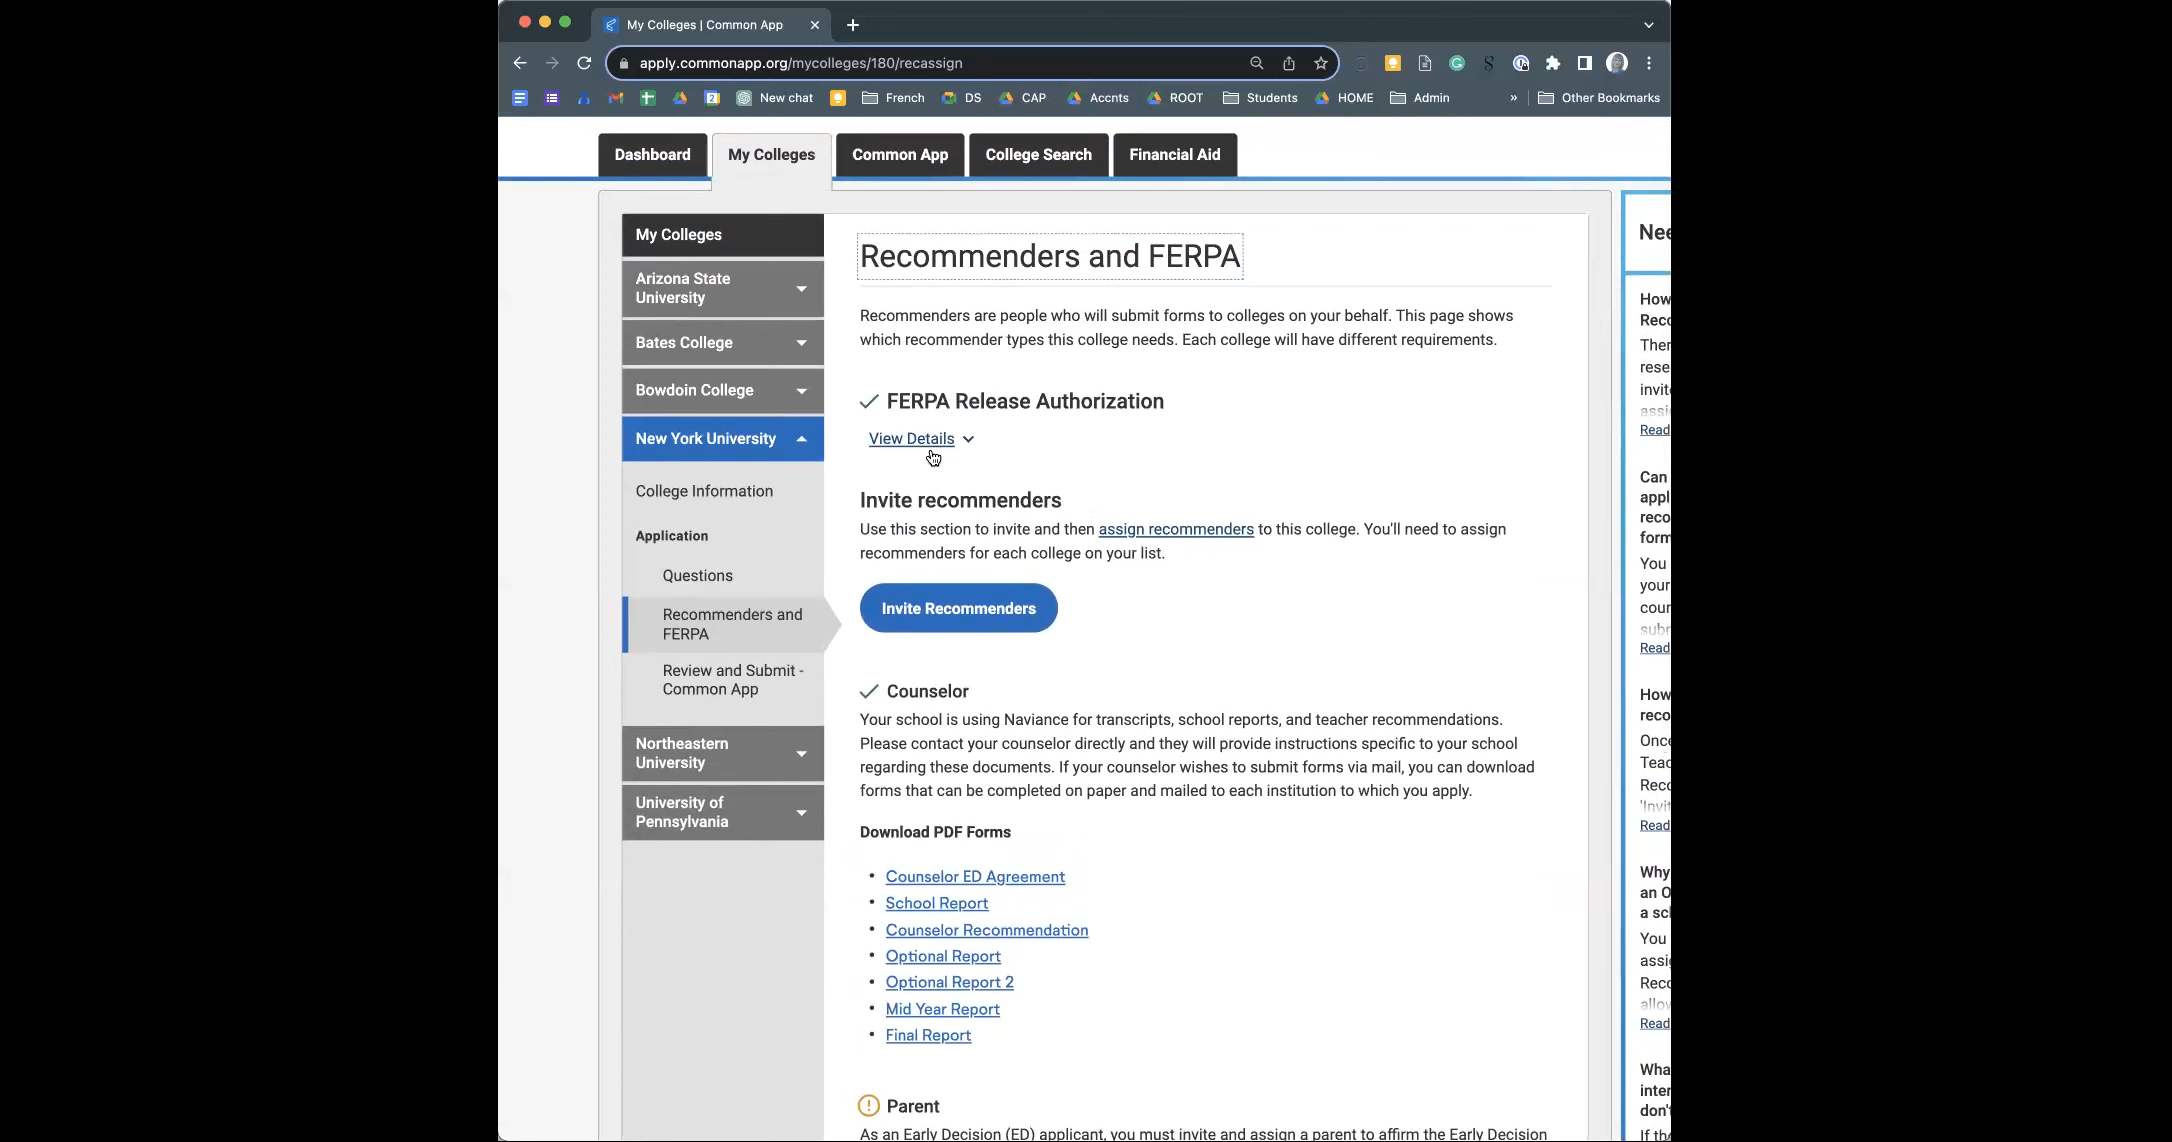 My Colleges | Common App
apply.commonapp.org/mycolleges/180/recassign
New chat
French
DS
CAP
Accnts
ROOT
Students
HOME
Admin
»
Other Bookmarks
Dashboard
My Colleges
Common App
College Search
Financial Aid
My Colleges
Arizona State
University
Bates College
Bowdoin College
New York University
College Information
Application
Questions
Recommenders and
FERPA
Review and Submit -
Common App
Northeastern
University
University of
Pennsylvania
Recommenders and FERPA
Recommenders are people who will submit forms to colleges on your behalf. This page shows
which recommender types this college needs. Each college will have different requirements.
FERPA Release Authorization
View Details
Invite recommenders
Use this section to invite and then assign recommenders to this college. You'll need to assign
recommenders for each college on your list.
Invite Recommenders
Counselor
Your school is using Naviance for transcripts, school reports, and teacher recommendations.
Please contact your counselor directly and they will provide instructions specific to your school
regarding these documents. If your counselor wishes to submit forms via mail, you can download
forms that can be completed on paper and mailed to each institution to which you apply.
Download PDF Forms
• Counselor ED Agreement
• School Report
• Counselor Recommendation
• Optional Report
• Optional Report 2
• Mid Year Report
• Final Report
Parent
As an Early Decision (ED) applicant, you must invite and assign a parent to affirm the Early Decision
How
Read
Can
You
your
Read
How
Read
Why
a
You
Read